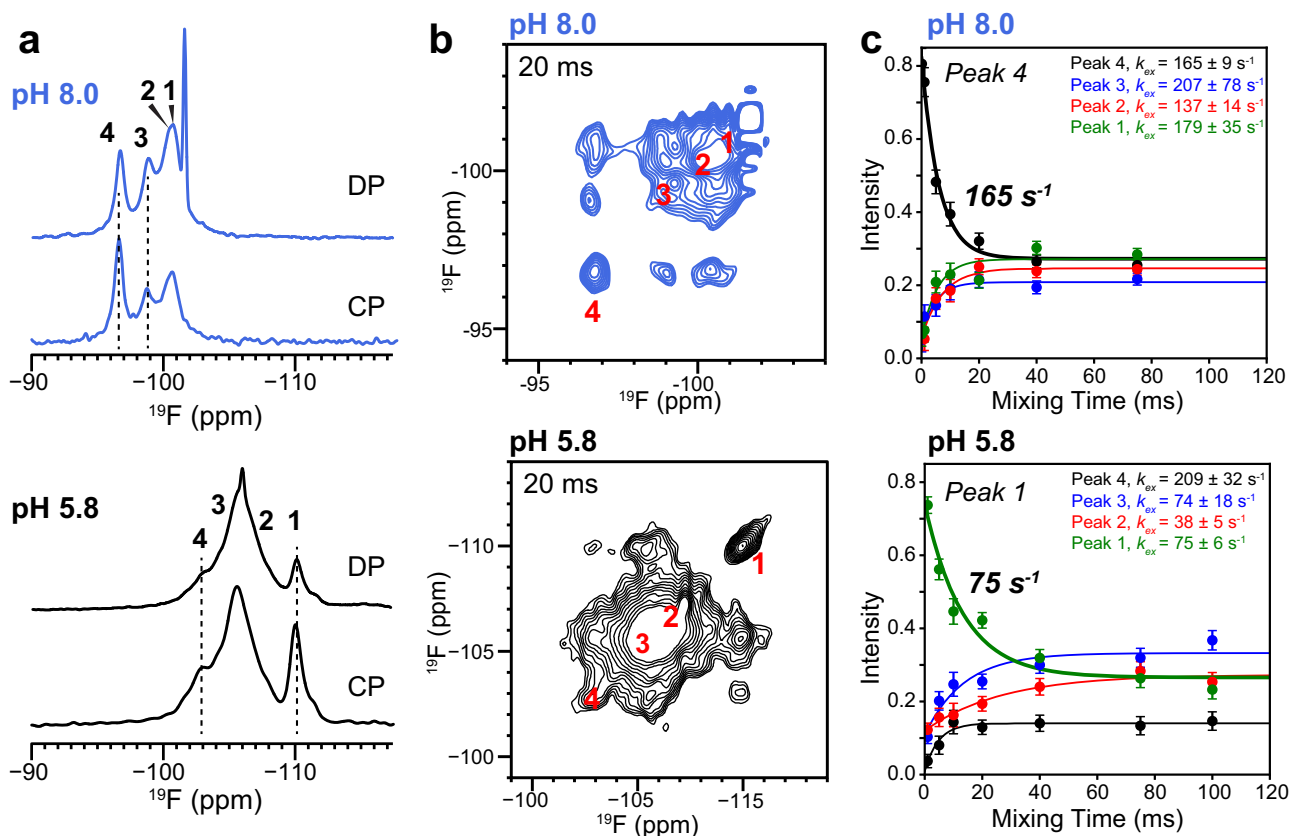 a
pH 8.0
4
3
2
1
DP
CP
−90
−100
−110
¹⁹F (ppm)
pH 5.8
4
3
2
1
DP
CP
−90
−100
−110
¹⁹F (ppm)
b
pH 8.0
20 ms
1
2
3
4
-100
-95
¹⁹F (ppm)
-95
-100
¹⁹F (ppm)
pH 5.8
20 ms
1
2
3
4
−110
−105
−100
¹⁹F (ppm)
−100
−105
−115
¹⁹F (ppm)
c
pH 8.0
Peak 4
Peak 4, kex = 165 ± 9 s⁻¹
Peak 3, kex = 207 ± 78 s⁻¹
Peak 2, kex = 137 ± 14 s⁻¹
Peak 1, kex = 179 ± 35 s⁻¹
165 s⁻¹
Intensity
0.8
0.6
0.4
0.2
0.0
0
20
40
60
80
100
120
Mixing Time (ms)
pH 5.8
Peak 1
Peak 4, kex = 209 ± 32 s⁻¹
Peak 3, kex = 74 ± 18 s⁻¹
Peak 2, kex = 38 ± 5 s⁻¹
Peak 1, kex = 75 ± 6 s⁻¹
75 s⁻¹
Intensity
0.8
0.6
0.4
0.2
0.0
0
20
40
60
80
100
120
Mixing Time (ms)